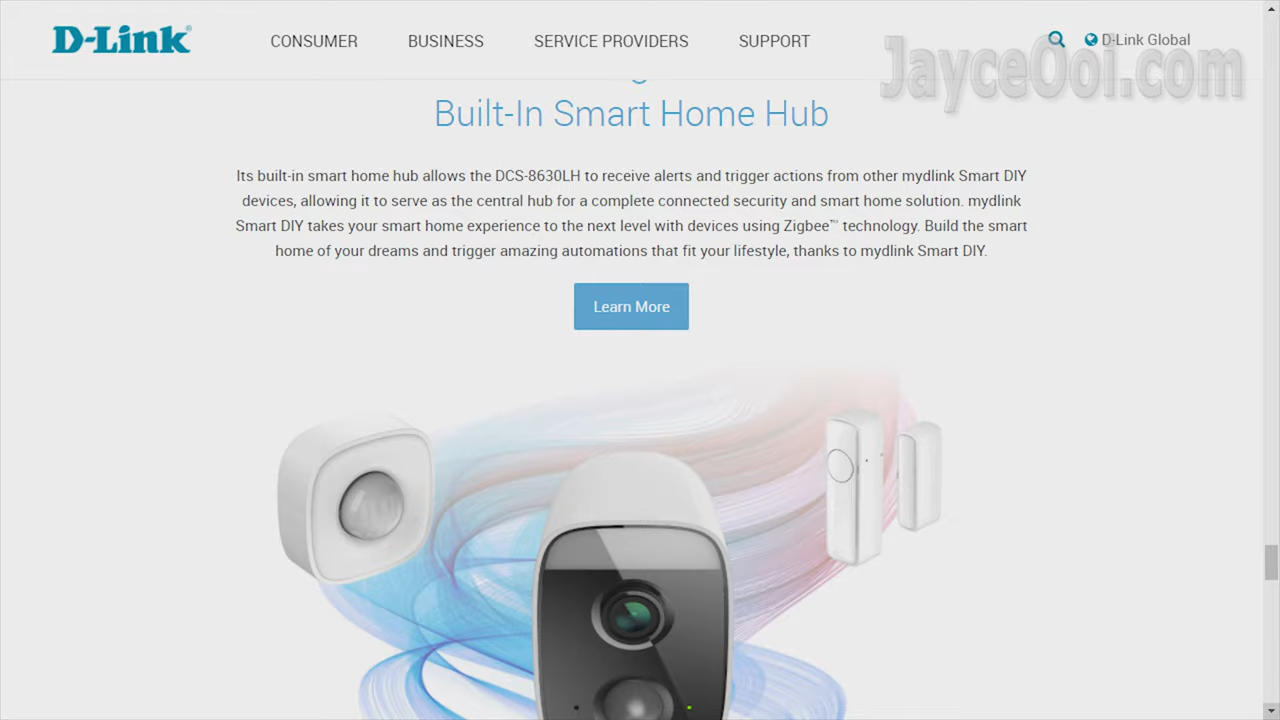 D-Link
CONSUMER
BUSINESS
SERVICE PROVIDERS
SUPPORT
D-Link Global
JayceOoi.com
Built-In Smart Home Hub
Its built-in smart home hub allows the DCS-8630LH to receive alerts and trigger actions from other mydlink Smart DIY
devices, allowing it to serve as the central hub for a complete connected security and smart home solution. mydlink
Smart DIY takes your smart home experience to the next level with devices using Zigbee™ technology. Build the smart
home of your dreams and trigger amazing automations that fit your lifestyle, thanks to mydlink Smart DIY.
Learn More